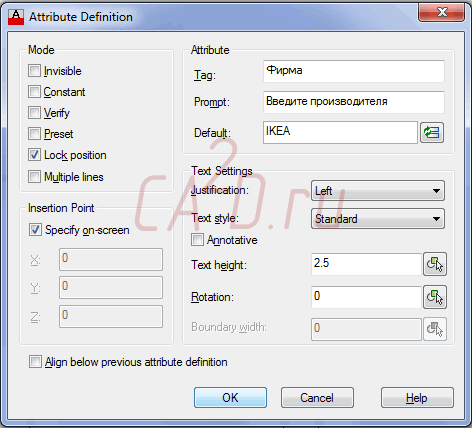 Attribute Definition
Mode
Invisible
Constant
Verify
Preset
Lock position
Multiple lines
Attribute
Tag: Фирма
Prompt: Введите производителя
Default: IKEA
Insertion Point
Specify on-screen
X: 0
Y: 0
Z: 0
Text Settings
Justification: Left
Text style: Standard
Annotative
Text height: 2.5
Rotation: 0
Boundary width: 0
Align below previous attribute definition
OK Cancel Help
CA2D.ru